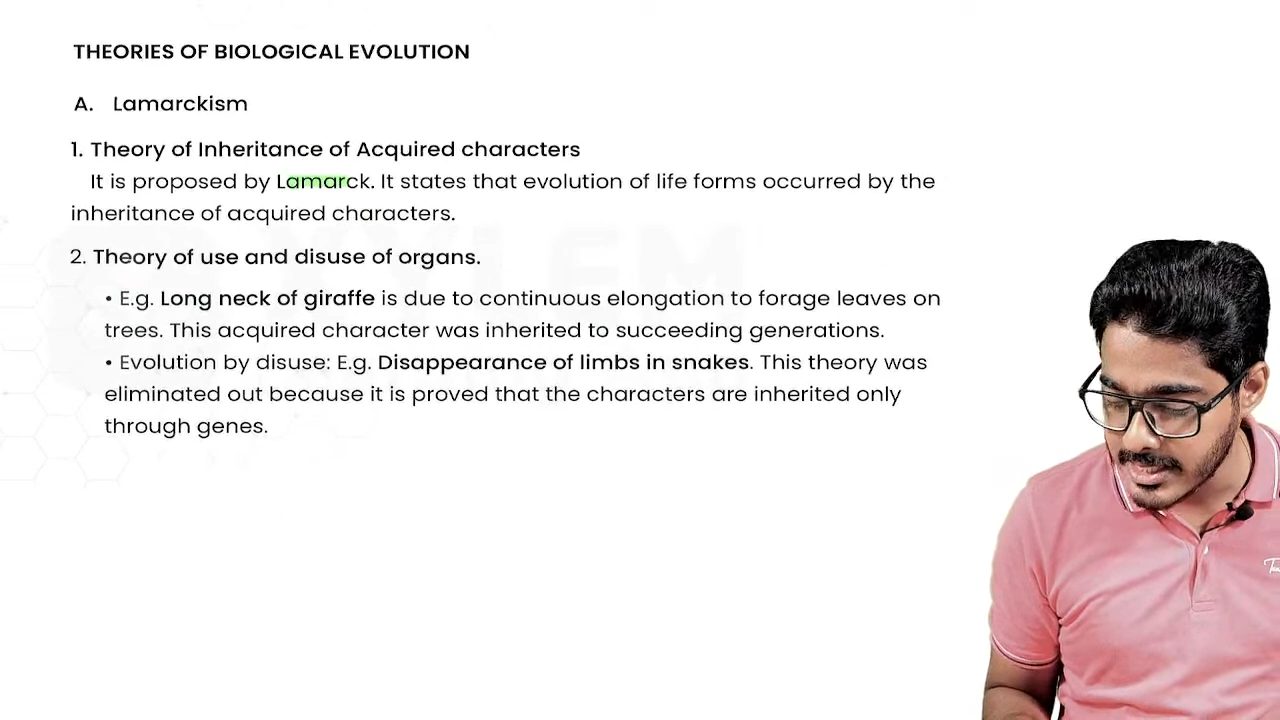 THEORIES OF BIOLOGICAL EVOLUTION
A. Lamarckism
1. Theory of Inheritance of Acquired characters
It is proposed by Lamarck. It states that evolution of life forms occurred by the
inheritance of acquired characters.
2. Theory of use and disuse of organs.
• E.g. Long neck of giraffe is due to continuous elongation to forage leaves on
trees. This acquired character was inherited to succeeding generations.
• Evolution by disuse: E.g. Disappearance of limbs in snakes. This theory was
eliminated out because it is proved that the characters are inherited only
through genes.
XYLEM